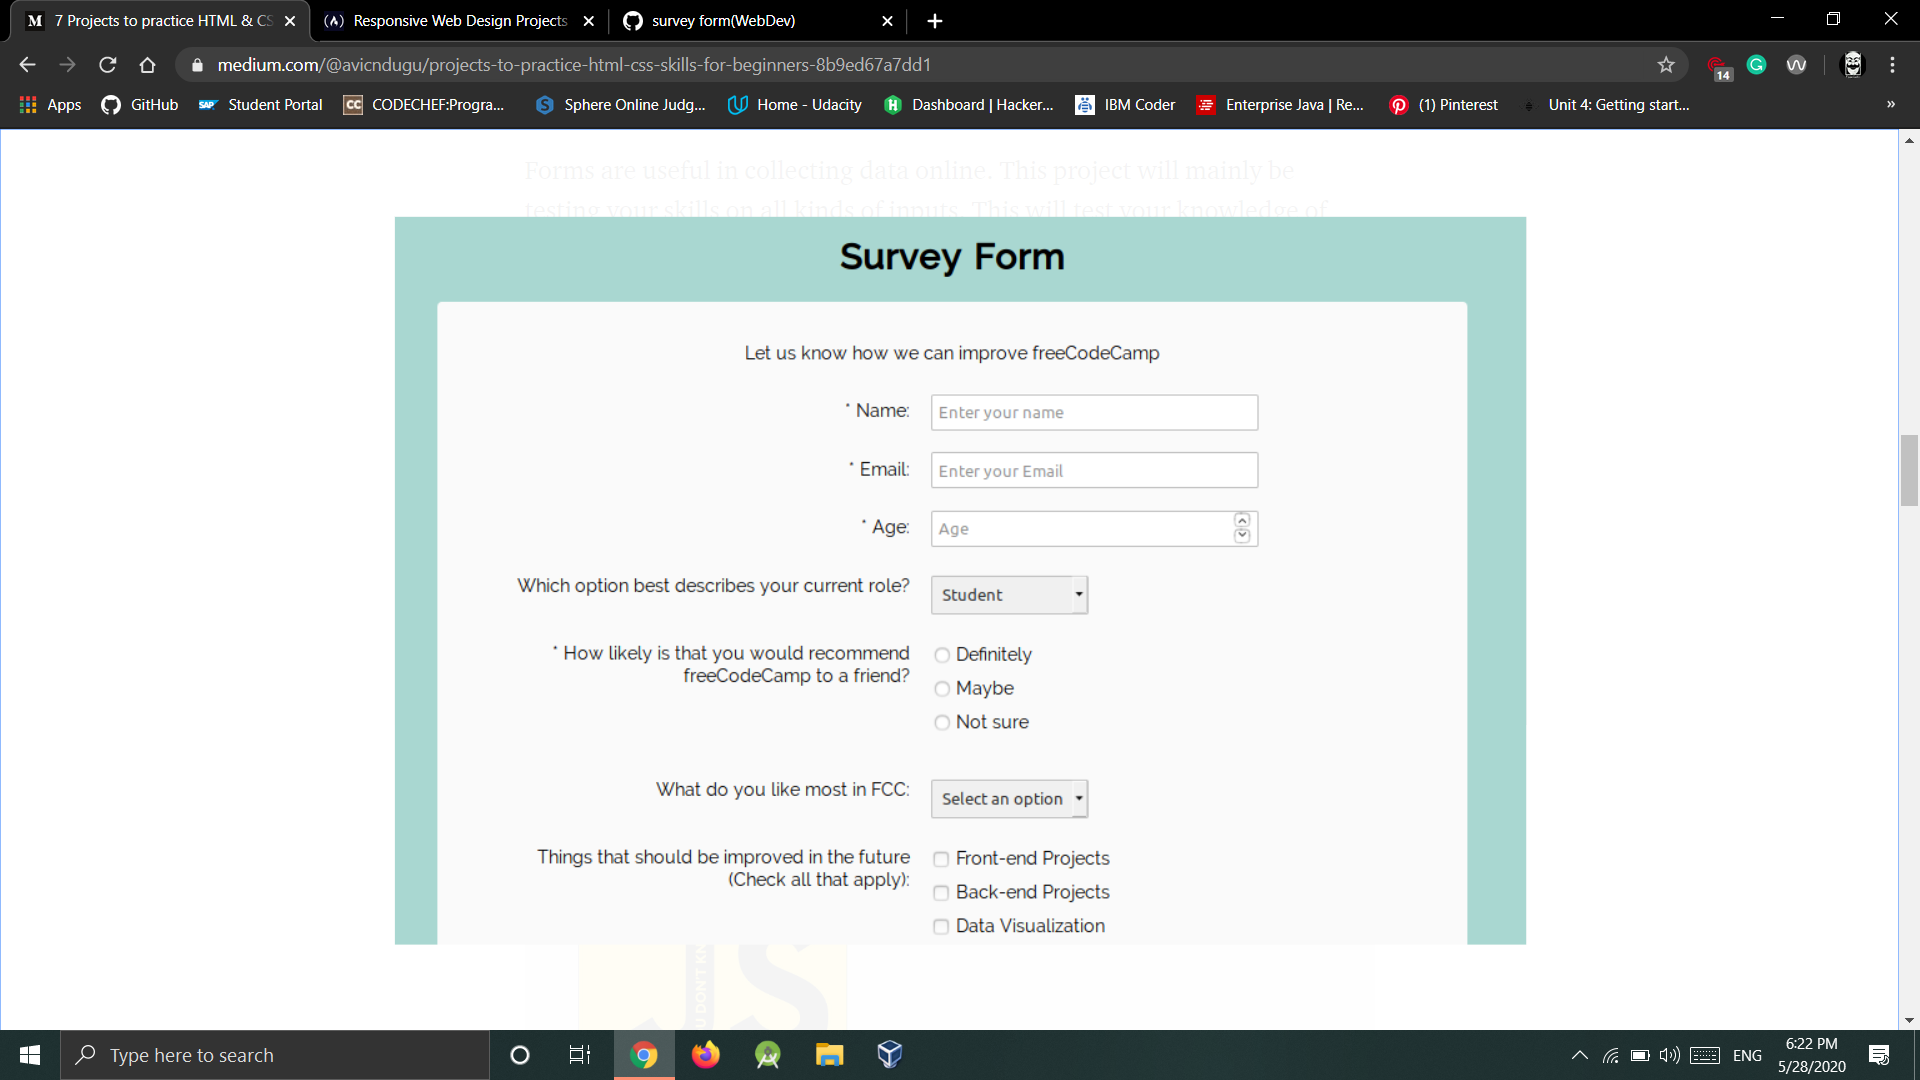 7 Projects to practice HTML & CS
Responsive Web Design Projects
survey form(WebDev)
medium.com/@avicndugu/projects-to-practice-html-css-skills-for-beginners-8b9ed67a7dd1
14
Apps
GitHub
SAP
Student Portal
CC
CODECHEF:Progra...
Sphere Online Judg...
Home - Udacity
Dashboard | Hacker...
IBM Coder
Enterprise Java | Re...
(1) Pinterest
Unit 4: Getting start...
»
Forms are useful in collecting data online. This project will mainly be
testing your skills on all kinds of inputs. This will test your knowledge of
Survey Form
Let us know how we can improve freeCodeCamp
* Name:
Enter your name
* Email:
Enter your Email
* Age:
Age
Which option best describes your current role?
Student
* How likely is that you would recommend
freeCodeCamp to a friend?
Definitely
Maybe
Not sure
What do you like most in FCC:
Select an option
Things that should be improved in the future
(Check all that apply):
Front-end Projects
Back-end Projects
Data Visualization
U DON'T KN
JS
Type here to search
ENG
6:22 PM
5/28/2020